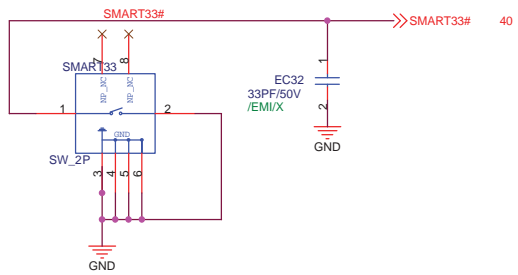 SMART33#
SMART33# 40
7
8
SMART33
NP_NC
NP_NC
1
2
GND
SW_2P
3
4
5
6
GND
1
EC32
33PF/50V
/EMI/X
2
GND